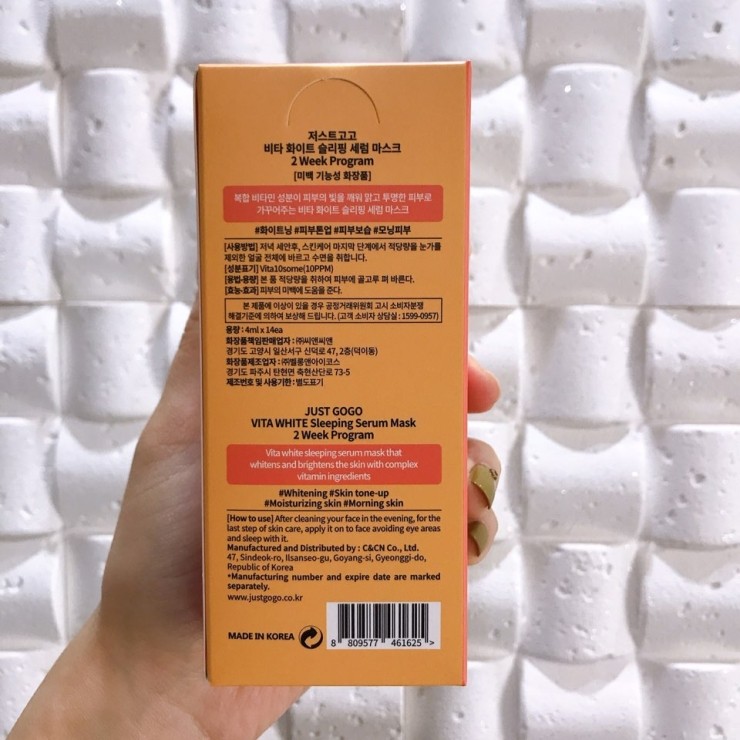 저스트고고
비타 화이트 슬리핑 세럼 마스크
2 Week Program
[미백 기능성 화장품]
복합 비타민 성분이 피부의 빛을 깨워 맑고 투명한 피부로
가꾸어주는 비타 화이트 슬리핑 세럼 마스크
#화이트닝 #피부톤업 #피부보습 #모닝피부
[사용방법] 저녁 세안후, 스킨케어 마지막 단계에서 적당량을 눈가를
제외한 얼굴 전체에 바르고 수면을 취합니다.
[성분표기] Vita10some(10PPM)
[용법·용량] 본 품 적당량을 취하여 피부에 골고루 펴 바른다.
[효능·효과] 피부의 미백에 도움을 준다.
본 제품에 이상이 있을 경우 공정거래위원회 고시 소비자분쟁
해결기준에 의하여 보상해 드립니다. (고객 소비자 상담실 : 1599-0957)
용량 : 4ml x 14ea
화장품책임판매업자 : ㈜씨앤씨엔
경기도 고양시 일산서구 신덕로 47, 2층(덕이동)
화장품제조업자 : ㈜벨롱앤아이코스
경기도 파주시 탄현면 축현산단로 73-5
제조번호 및 사용기한 : 별도표기
JUST GOGO
VITA WHITE Sleeping Serum Mask
2 Week Program
Vita white sleeping serum mask that
whitens and brightens the skin with complex
vitamin ingredients
#Whitening #Skin tone-up
#Moisturizing skin #Morning skin
[How to use] After cleaning your face in the evening, for the
last step of skin care, apply it on to face avoiding eye areas
and sleep with it.
Manufactured and Distributed by : C&CN Co., Ltd.
47, Sindeok-ro, Ilsanseo-gu, Goyang-si, Gyeonggi-do,
Republic of Korea
*Manufacturing number and expire date are marked
separately.
www.justgogo.co.kr
MADE IN KOREA
8 809577 461625 >